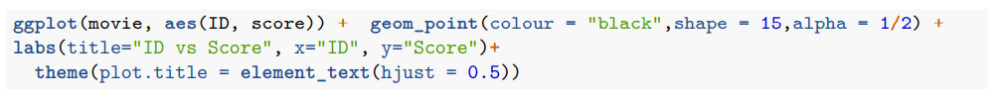 ggplot(movie, aes(ID, score)) +  geom_point(colour = "black",shape = 15,alpha = 1/2) +
labs(title="ID vs Score", x="ID", y="Score")+
  theme(plot.title = element_text(hjust = 0.5))